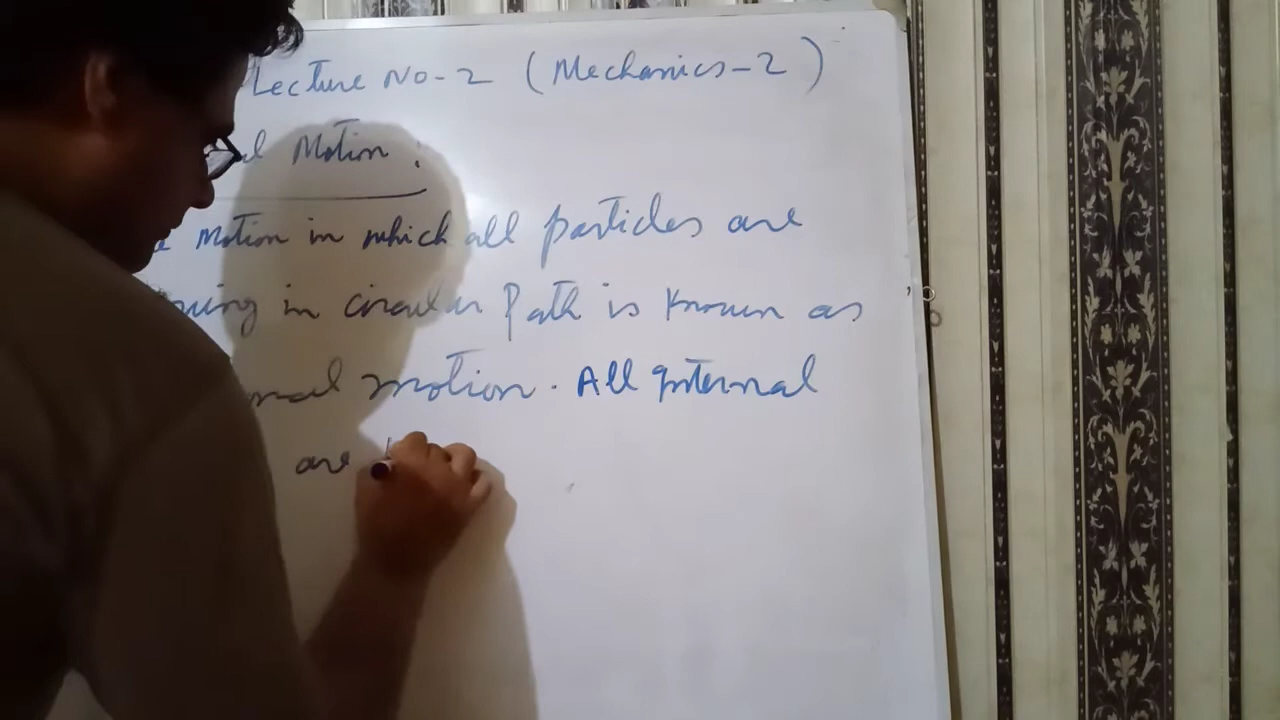 Lecture No-2 (Mechanics-2)
Motion :
Motion in which all particles are
in circular Path is known as
motion. All internal
are